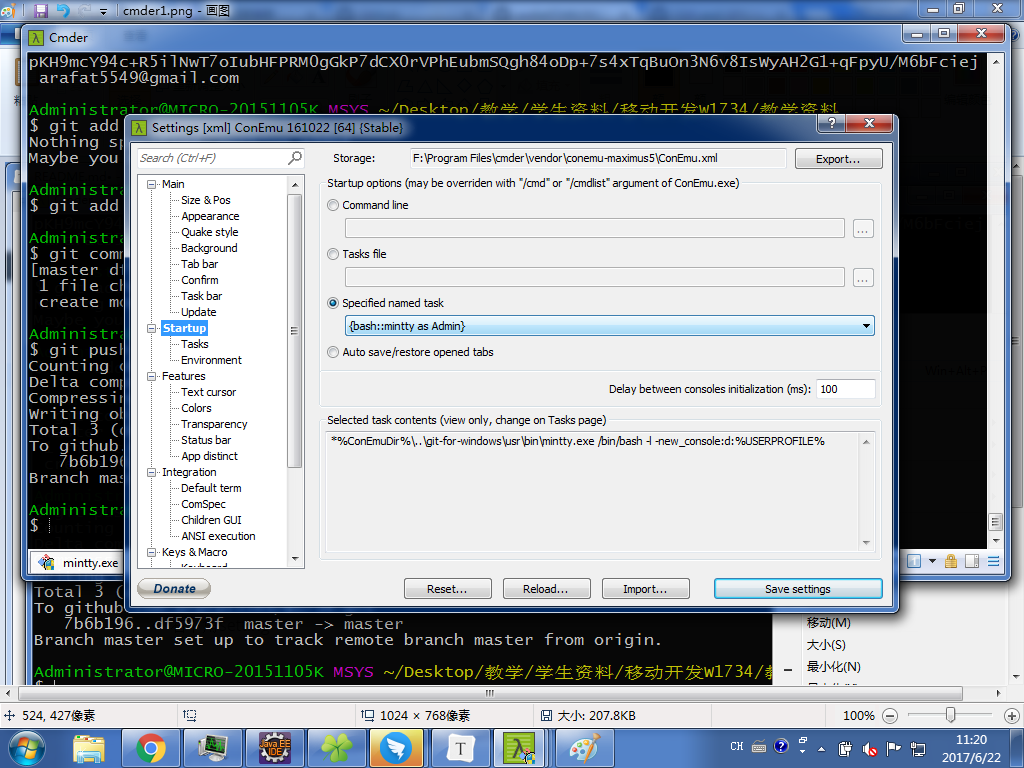 cmder1.png - 画图
Cmder
pKH9mcY94c+R5ilNwT7oIubHFPRM0gGkP7dCX0rVPhEubmSQgh84oDp+7s4xTqBuOn3N6v8IsWyAH2Gl+qFpyU/M6bFciej
arafat5549@gmail.com
Administrator@MICRO-20151105K MSYS ~/Desktop/教学/学生资料/移动开发W1734/教学资料
$ git add
Nothing sp
Maybe you
Administra
$ git add
Administra
$ git comm
[master df
1 file ch
create mo
Administra
$ git push
Counting o
Delta comp
Compressin
Writing ob
Total 3 (d
To github.
7b6b196
Branch mas
Administra
$
mintty.exe
Settings [xml] ConEmu 161022 [64] {Stable}
Search (Ctrl+F)
Storage:
F:\Program Files\cmder\vendor\conemu-maximus5\ConEmu.xml
Export...
Main
Size & Pos
Appearance
Quake style
Background
Tab bar
Confirm
Task bar
Update
Startup
Tasks
Environment
Features
Text cursor
Colors
Transparency
Status bar
App distinct
Integration
Default term
ComSpec
Children GUI
ANSI execution
Keys & Macro
Keyboard
Startup options (may be overriden with "/cmd" or "/cmdlist" argument of ConEmu.exe)
Command line
...
Tasks file
...
Specified named task
{bash::mintty as Admin}
Auto save/restore opened tabs
Delay between consoles initialization (ms):
100
Selected task contents (view only, change on Tasks page)
*%ConEmuDir%\..\git-for-windows\usr\bin\mintty.exe /bin/bash -l -new_console:d:%USERPROFILE%
Donate
Reset...
Reload...
Import...
Save settings
Total 3 (
To github.
7b6b196..df5973f master -> master
Branch master set up to track remote branch master from origin.
Administrator@MICRO-20151105K MSYS ~/Desktop/教学/学生资料/移动开发W1734/教
移动(M)
大小(S)
最小化(N)
524, 427像素
1024 × 768像素
大小: 207.8KB
100%
Java EE
IDE
T
CH
11:20
2017/6/22